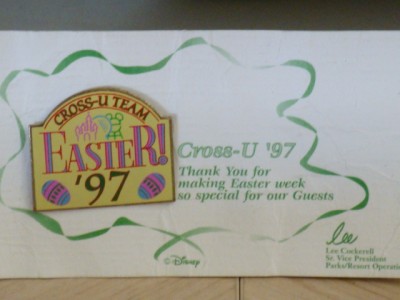 CROSS-U TEAM
EASTER!
'97
Cross-U '97
Thank You for
making Easter week
so special for our Guests
Lee
Lee Cockerell
Sr. Vice President
Parks/Resort Operations
© Disney